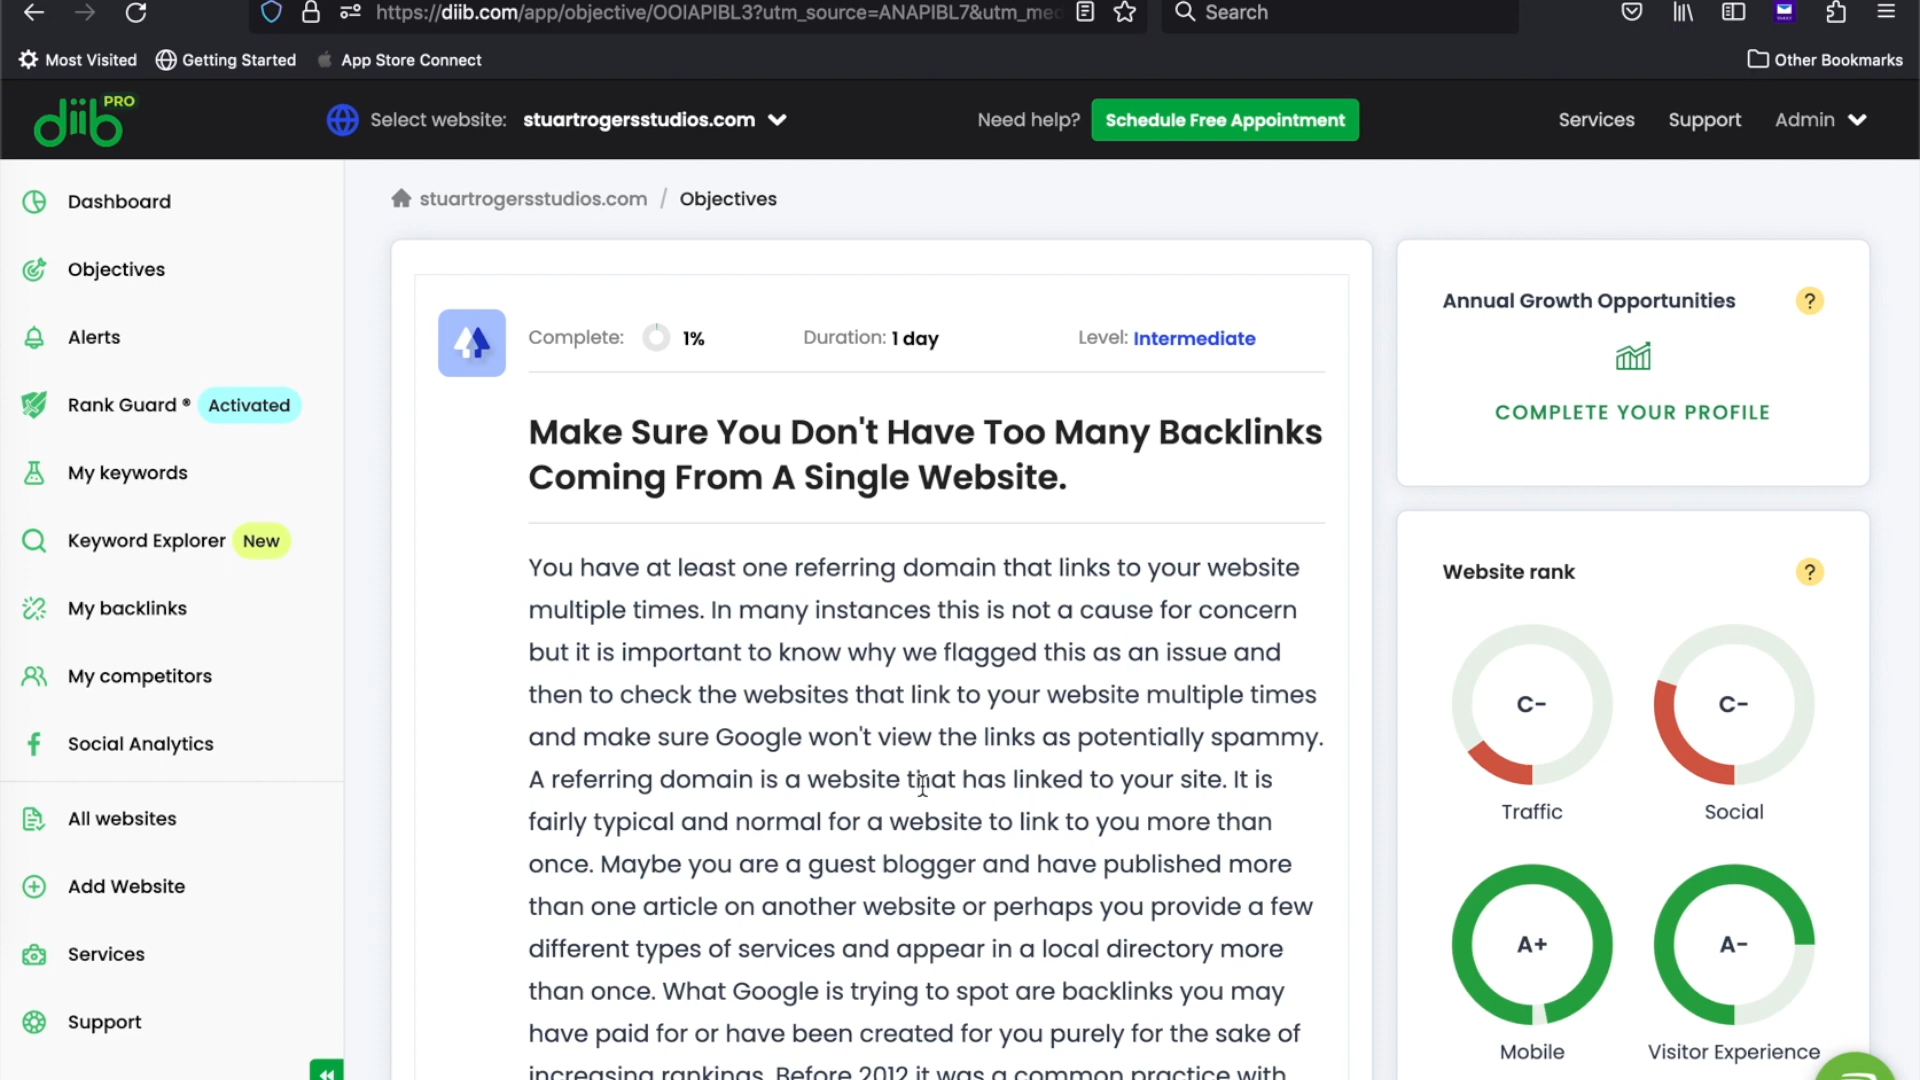 https://diib.com/app/objective/OOIAPIBL3?utm_source=ANAPIBL7&utm_med
Search
Most Visited
Getting Started
App Store Connect
Other Bookmarks
diib PRO
Select website: stuartrogersstudios.com
Need help?
Schedule Free Appointment
Services
Support
Admin
Dashboard
Objectives
Alerts
Rank Guard ® Activated
My keywords
Keyword Explorer New
My backlinks
My competitors
Social Analytics
All websites
Add Website
Services
Support
stuartrogersstudios.com / Objectives
Complete: 1%
Duration: 1 day
Level: Intermediate
Make Sure You Don't Have Too Many Backlinks
Coming From A Single Website.
You have at least one referring domain that links to your website
multiple times. In many instances this is not a cause for concern
but it is important to know why we flagged this as an issue and
then to check the websites that link to your website multiple times
and make sure Google won't view the links as potentially spammy.
A referring domain is a website that has linked to your site. It is
fairly typical and normal for a website to link to you more than
once. Maybe you are a guest blogger and have published more
than one article on another website or perhaps you provide a few
different types of services and appear in a local directory more
than once. What Google is trying to spot are backlinks you may
have paid for or have been created for you purely for the sake of
increasing rankings. Before 2012 it was a common practice with
Annual Growth Opportunities
?
COMPLETE YOUR PROFILE
Website rank
?
C-
Traffic
C-
Social
A+
Mobile
A-
Visitor Experience